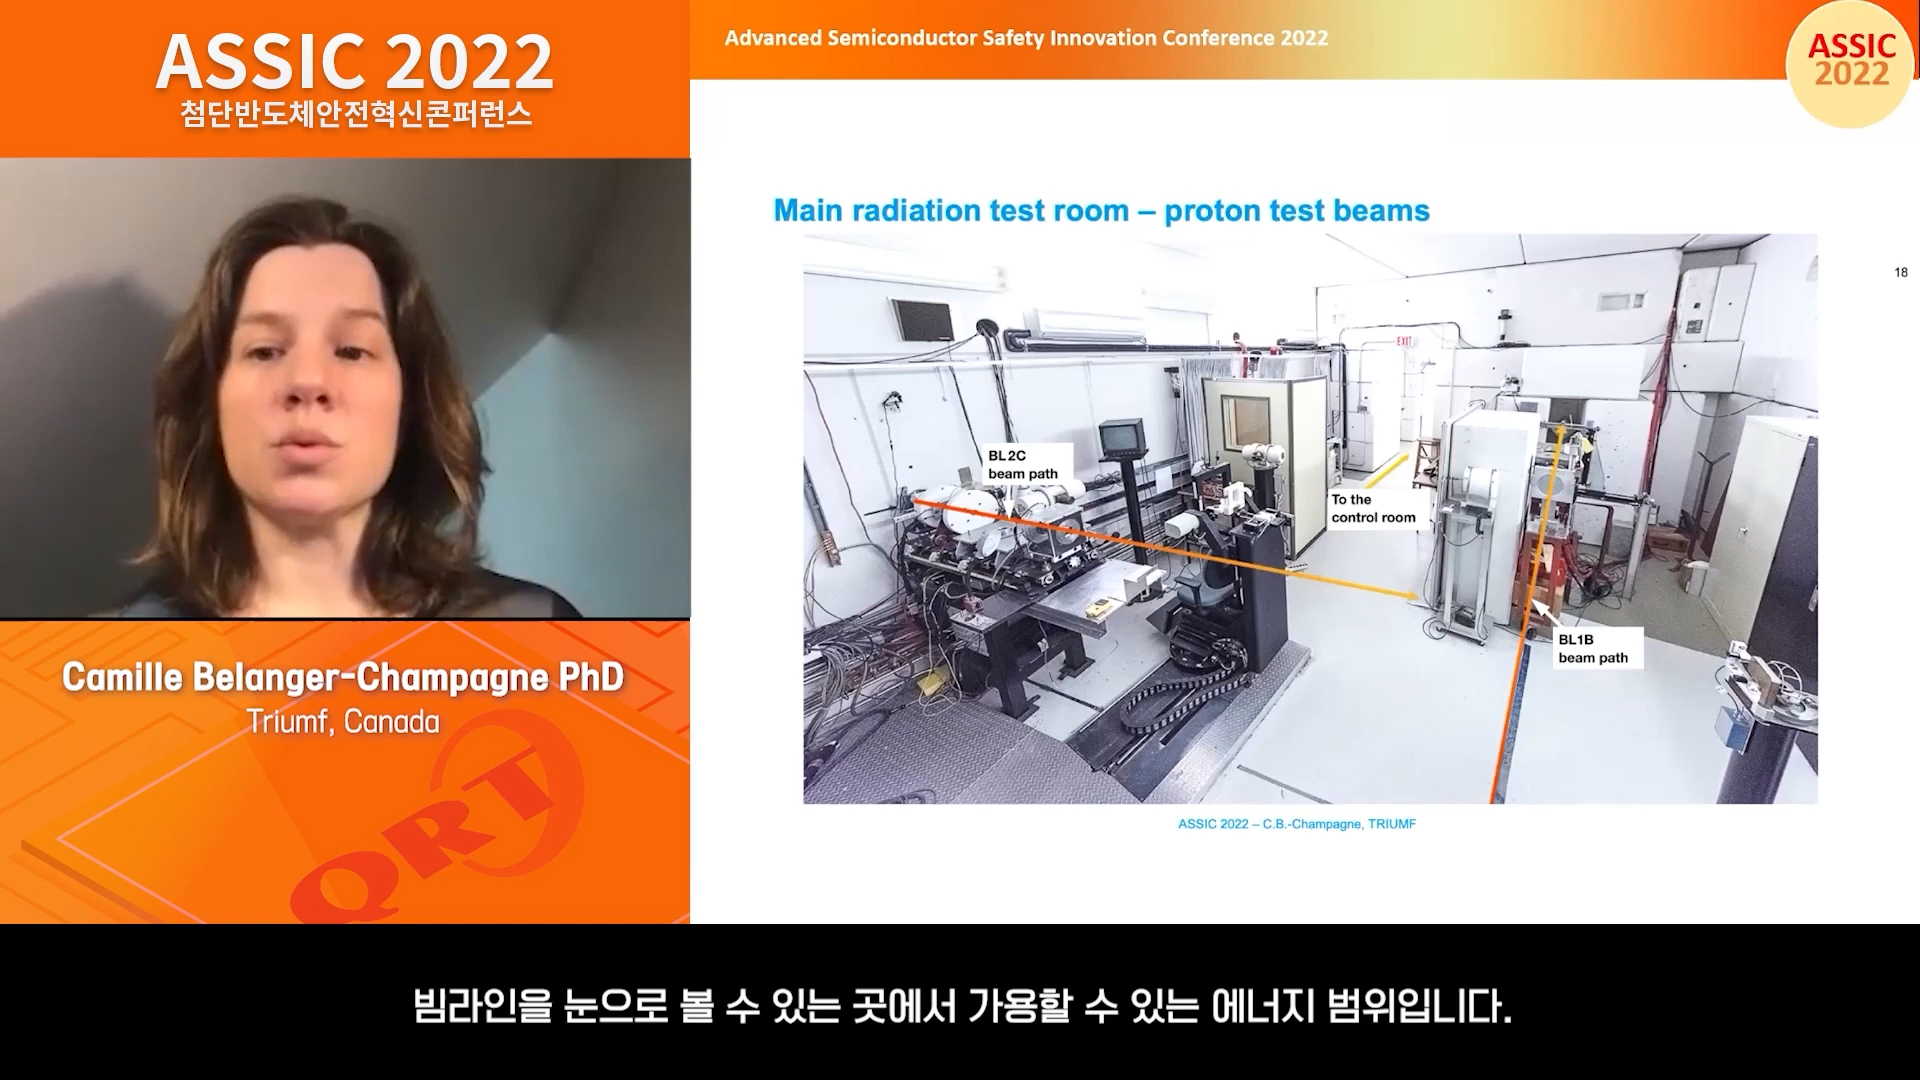 ASSIC 2022
첨단반도체안전혁신콘퍼런스
Advanced Semiconductor Safety Innovation Conference 2022
ASSIC
2022
Main radiation test room – proton test beams
18
EXIT
BL2C
beam path
To the
control room
BL1B
beam path
ASSIC 2022 – C.B.-Champagne, TRIUMF
Camille Belanger-Champagne PhD
Triumf, Canada
QRT
빔라인을 눈으로 볼 수 있는 곳에서 가용할 수 있는 에너지 범위입니다.